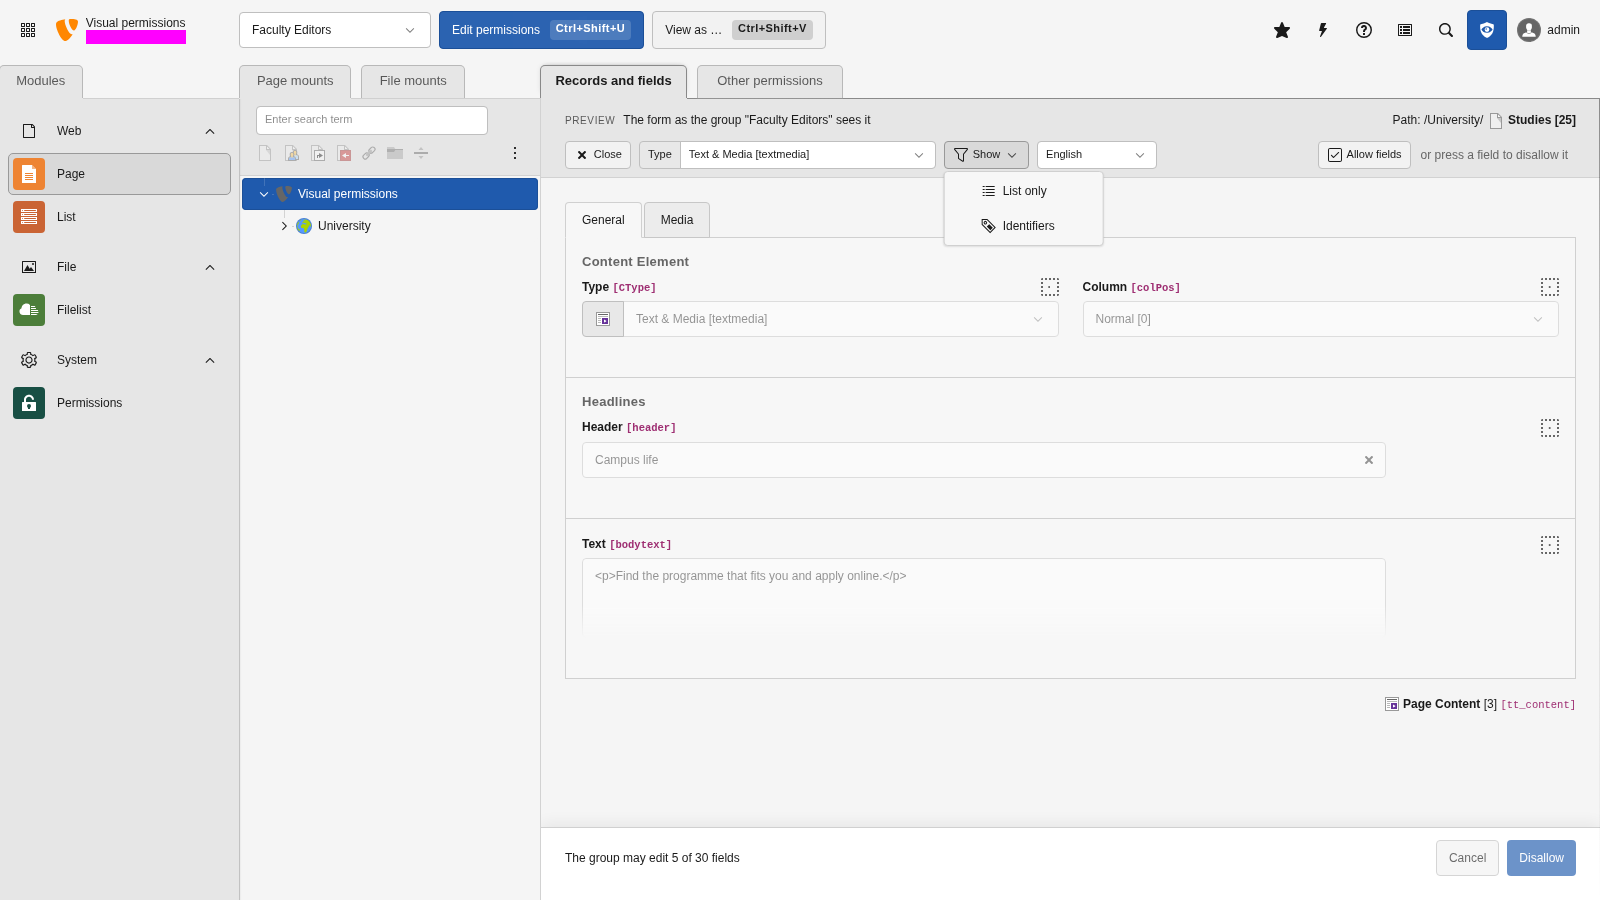 Visual permissions
Faculty Editors
Edit permissions Ctrl+Shift+U
View as ... Ctrl+Shift+V
admin
Modules
Page mounts
File mounts
Records and fields
Other permissions
Web
Page
List
File
Filelist
System
Permissions
Enter search term
Visual permissions
University
PREVIEW The form as the group "Faculty Editors" sees it
Path: /University/ Studies [25]
Close
Type Text & Media [textmedia]
Show
English
Allow fields or press a field to disallow it
List only
Identifiers
General
Media
Content Element
Type [CType]
Text & Media [textmedia]
Column [colPos]
Normal [0]
Headlines
Header [header]
Campus life
Text [bodytext]
<p>Find the programme that fits you and apply online.</p>
Page Content [3] [tt_content]
The group may edit 5 of 30 fields
Cancel
Disallow